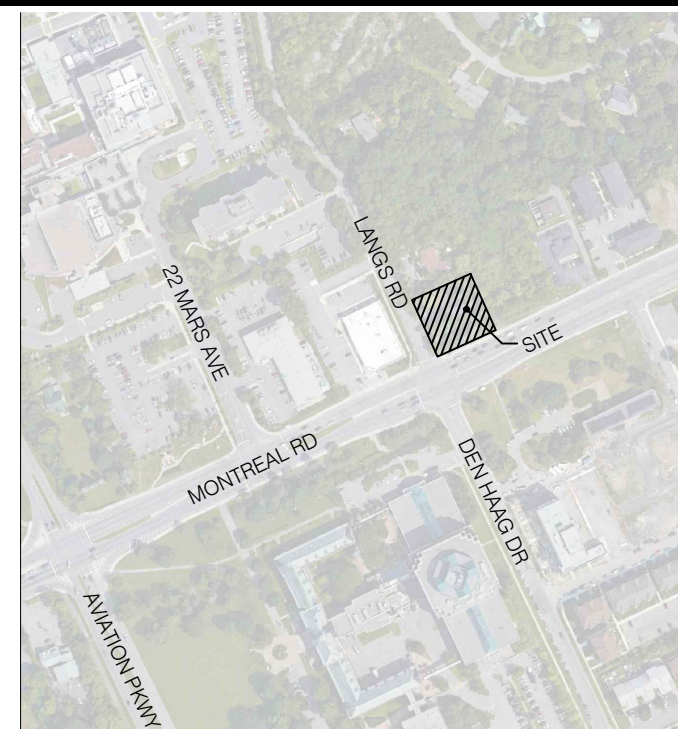 LANGS RD
22 MARS AVE
SITE
MONTREAL RD
DEN HAAG DR
AVIATION PKWY